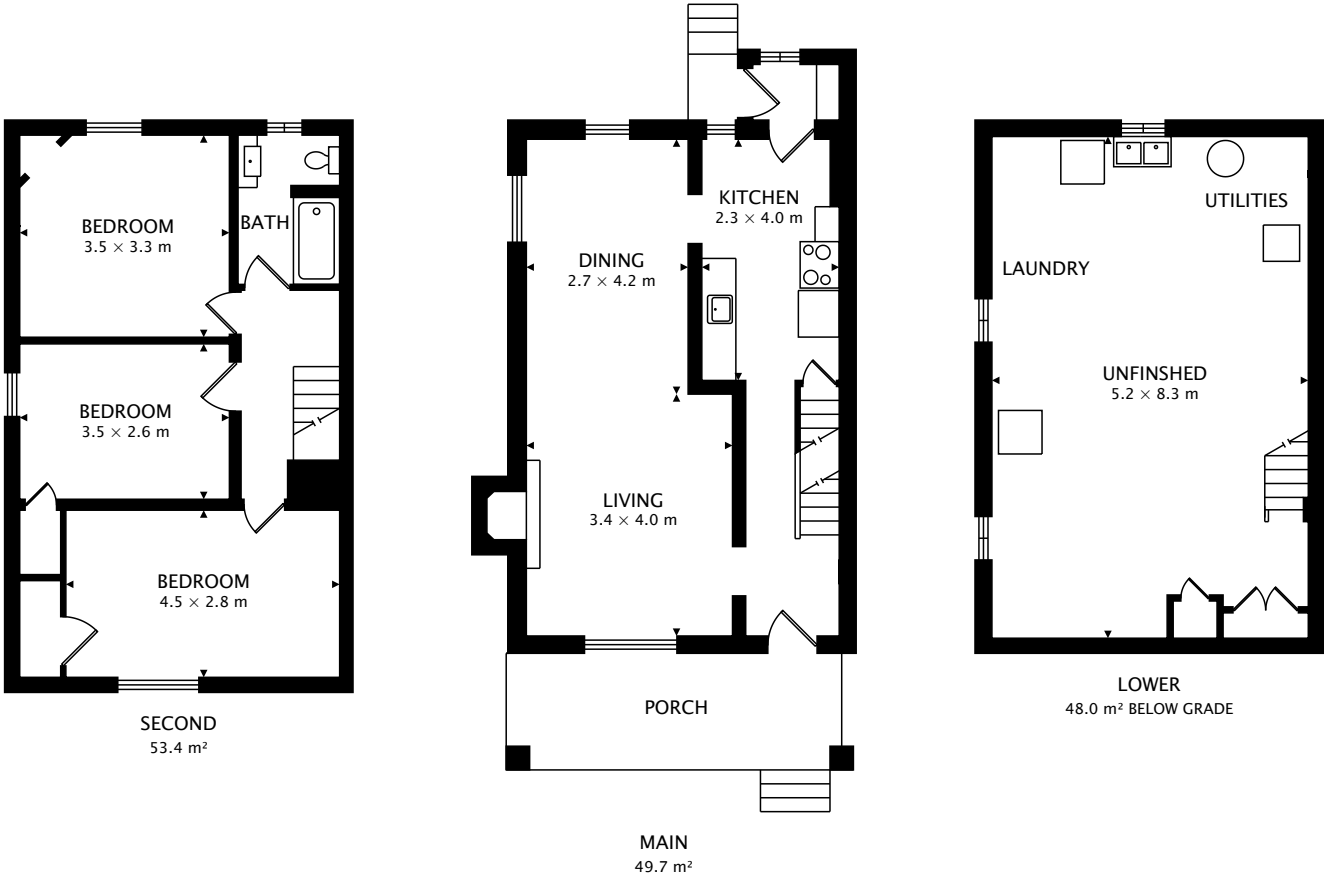 BEDROOM
3.5 × 3.3 m
BATH
BEDROOM
3.5 × 2.6 m
BEDROOM
4.5 × 2.8 m
SECOND
53.4 m²
KITCHEN
2.3 × 4.0 m
DINING
2.7 × 4.2 m
LIVING
3.4 × 4.0 m
PORCH
MAIN
49.7 m²
UTILITIES
LAUNDRY
UNFINSHED
5.2 × 8.3 m
LOWER
48.0 m² BELOW GRADE